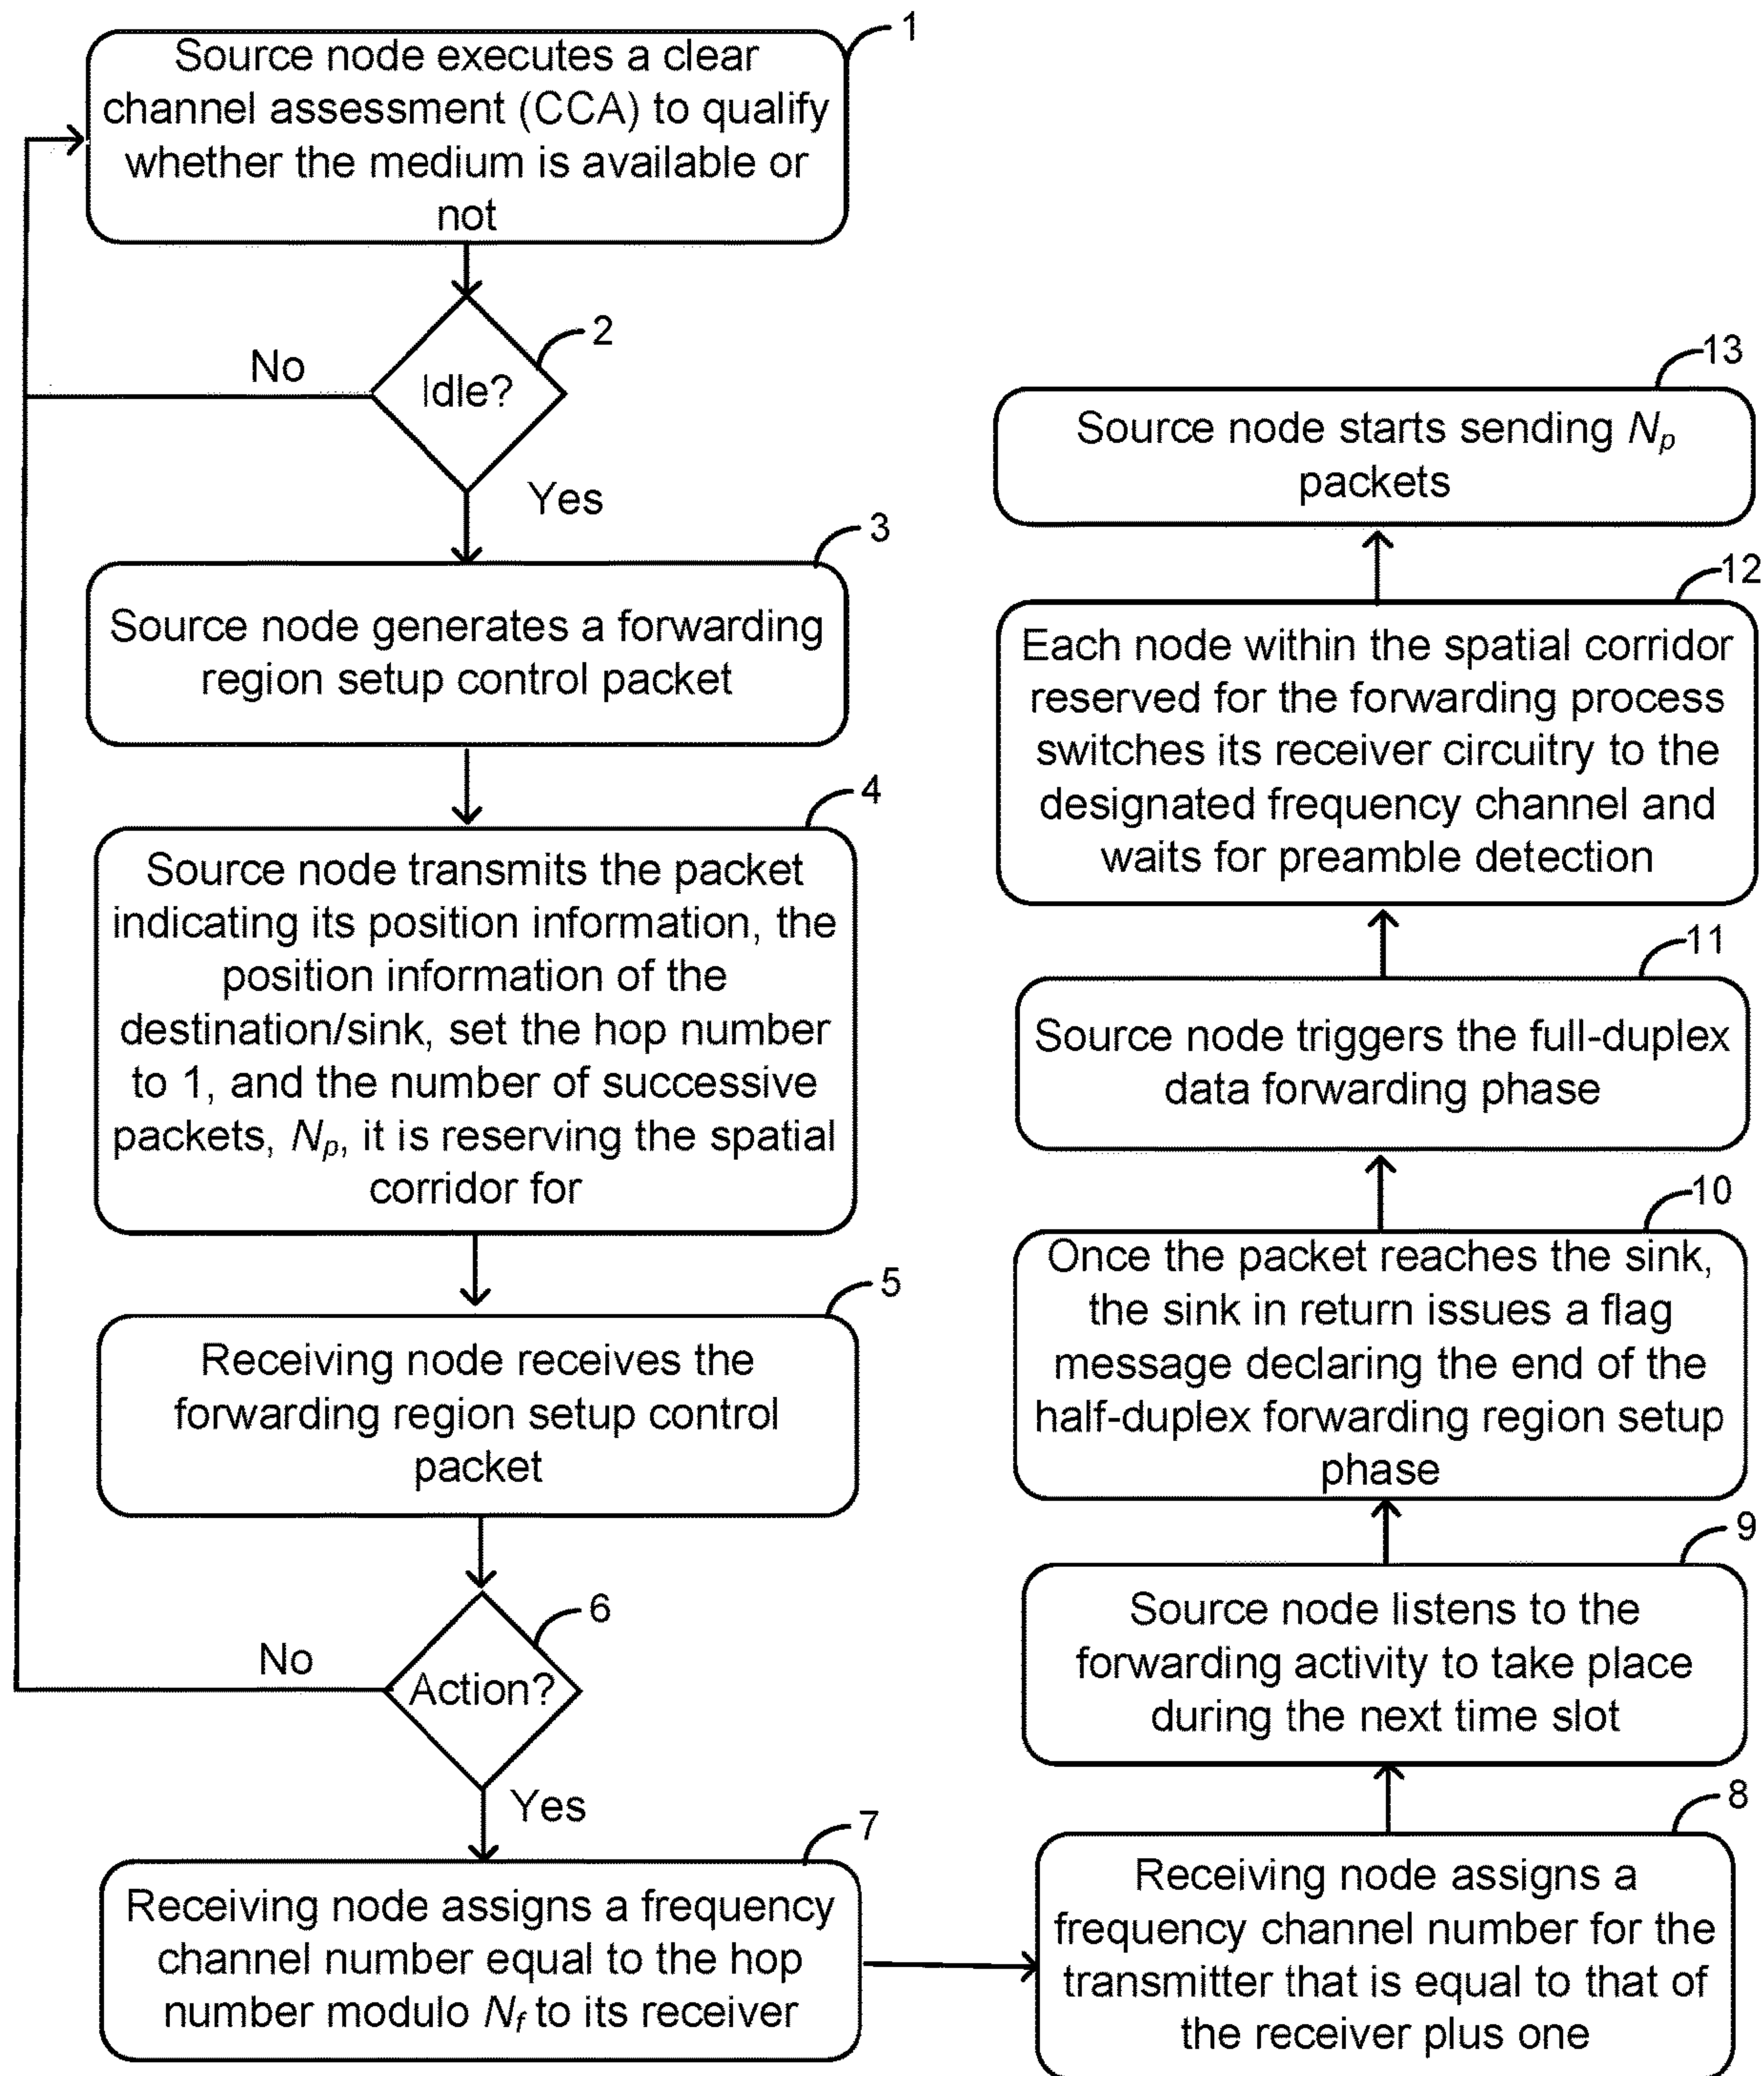 1
Source node executes a clear
channel assessment (CCA) to qualify
whether the medium is available or
not
2
Idle?
No
Yes
3
Source node generates a forwarding
region setup control packet
4
Source node transmits the packet
indicating its position information, the
position information of the
destination/sink, set the hop number
to 1, and the number of successive
packets, Np, it is reserving the spatial
corridor for
5
Receiving node receives the
forwarding region setup control
packet
6
Action?
No
Yes
7
Receiving node assigns a frequency
channel number equal to the hop
number modulo Nf to its receiver
8
Receiving node assigns a
frequency channel number for the
transmitter that is equal to that of
the receiver plus one
9
Source node listens to the
forwarding activity to take place
during the next time slot
10
Once the packet reaches the sink,
the sink in return issues a flag
message declaring the end of the
half-duplex forwarding region setup
phase
11
Source node triggers the full-duplex
data forwarding phase
12
Each node within the spatial corridor
reserved for the forwarding process
switches its receiver circuitry to the
designated frequency channel and
waits for preamble detection
13
Source node starts sending Np
packets